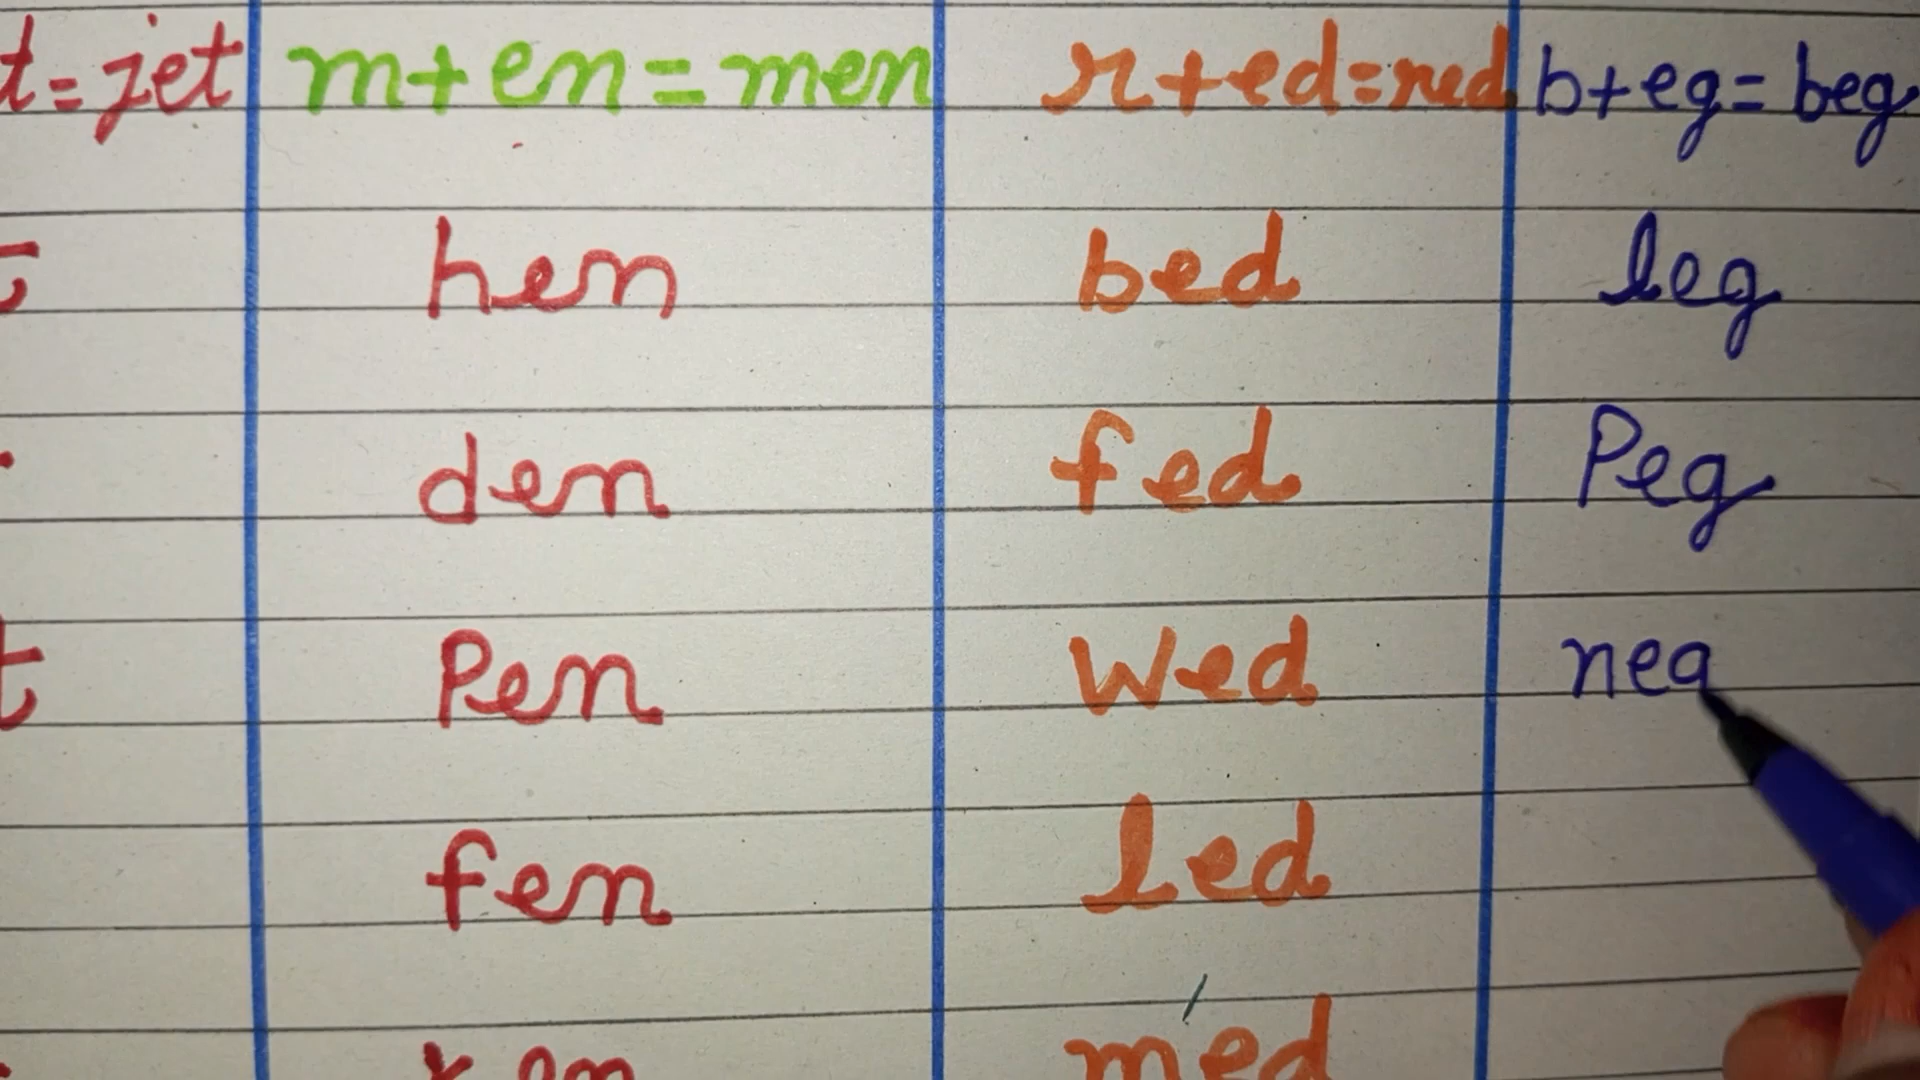 t=jet m+en=men r+ed=red b+eg=beg
hen bed leg
den fed Peg
Pen Wed neg
fen led
med